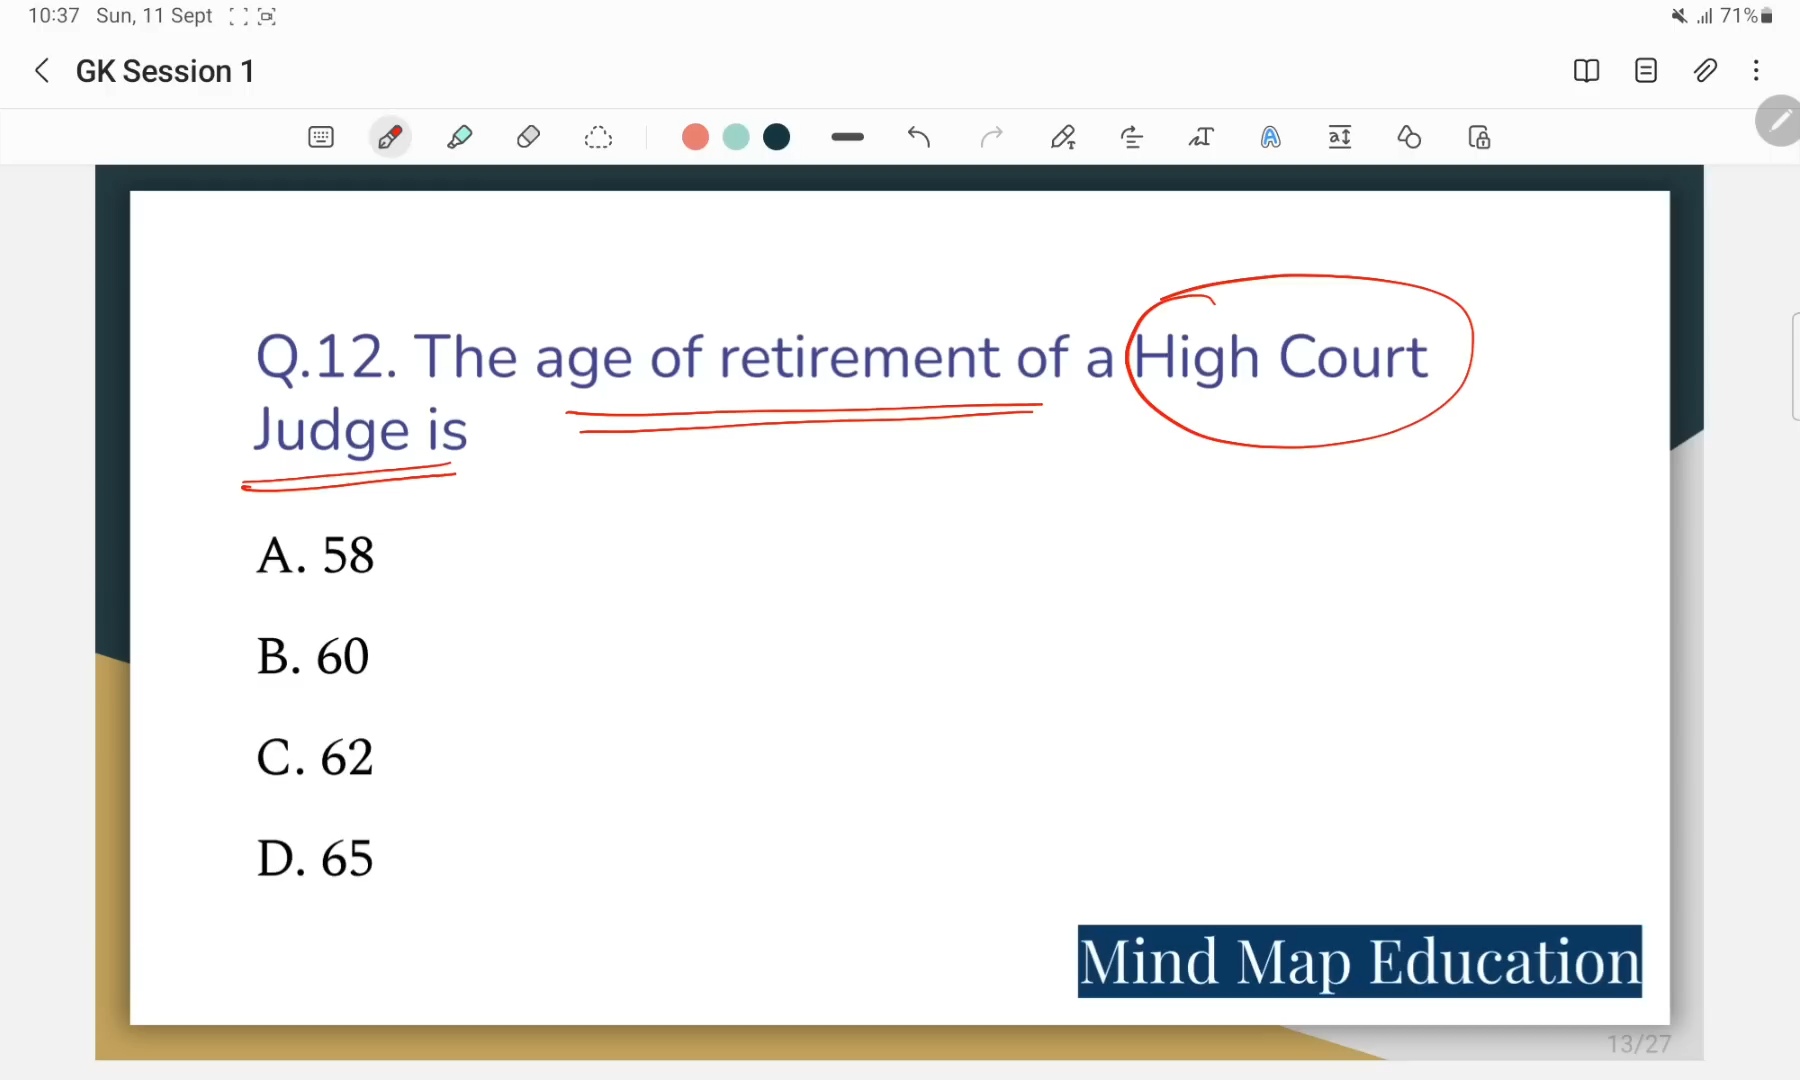 10:37 Sun, 11 Sept 71%
GK Session 1
Q.12. The age of retirement of a High Court
Judge is
A. 58
B. 60
C. 62
D. 65
Mind Map Education
13/27